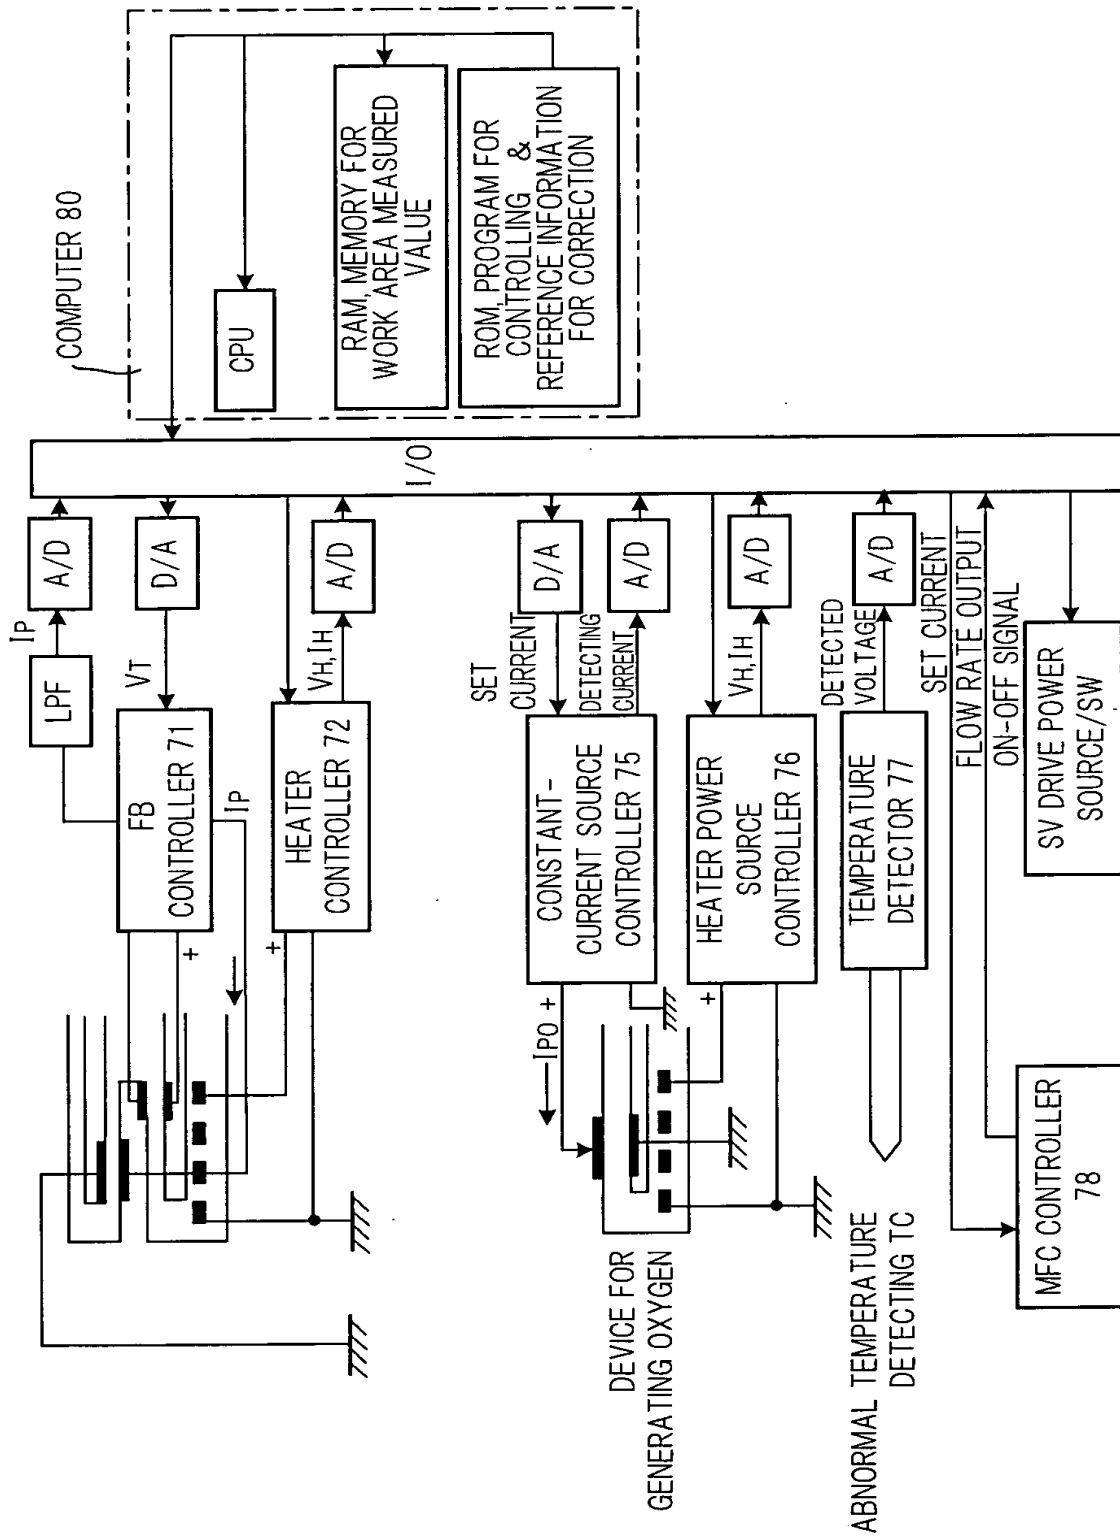 COMPUTER 80
CPU
RAM, MEMORY FOR
WORK AREA MEASURED
VALUE
ROM, PROGRAM FOR
CONTROLLING &
REFERENCE INFORMATION
FOR CORRECTION
I/O
IP
A/D
LPF
D/A
VT
FB
CONTROLLER 71
IP
+
A/D
VH,IH
HEATER
CONTROLLER 72
+
D/A
SET
CURRENT
A/D
DETECTING
CURRENT
CONSTANT-
CURRENT SOURCE
CONTROLLER 75
IPO +
A/D
VH,IH
HEATER POWER
SOURCE
CONTROLLER 76
+
DEVICE FOR
GENERATING OXYGEN
A/D
DETECTED
VOLTAGE
TEMPERATURE
DETECTOR 77
ABNORMAL TEMPERATURE
DETECTING TC
SET CURRENT
FLOW RATE OUTPUT
ON-OFF SIGNAL
SV DRIVE POWER
SOURCE/SW
MFC CONTROLLER
78